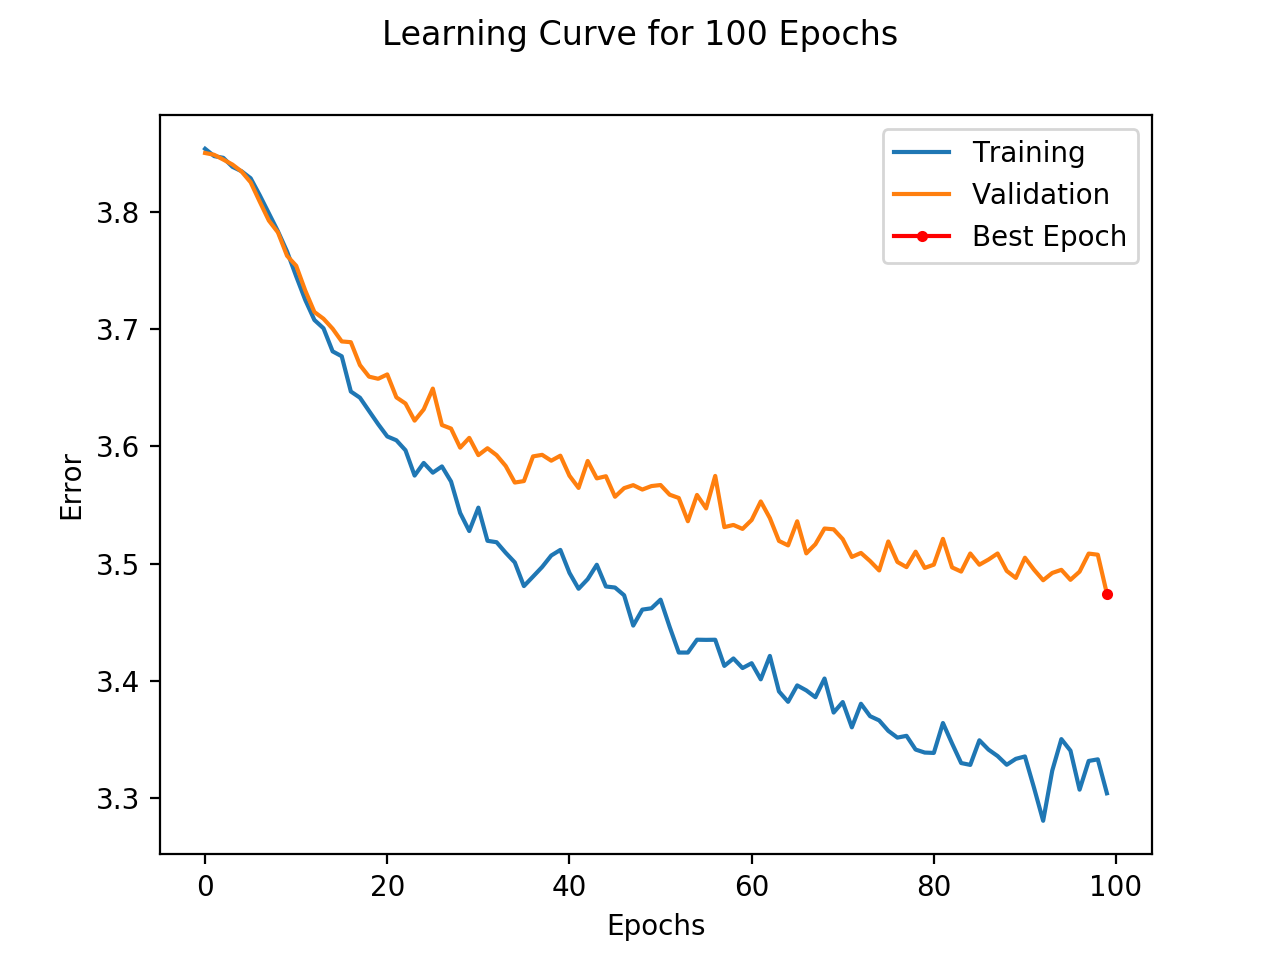 Learning Curve for 100 Epochs
Training
Validation
Best Epoch
3.8
3.7
3.6
3.5
3.4
3.3
Error
0 20 40 60 80 100
Epochs